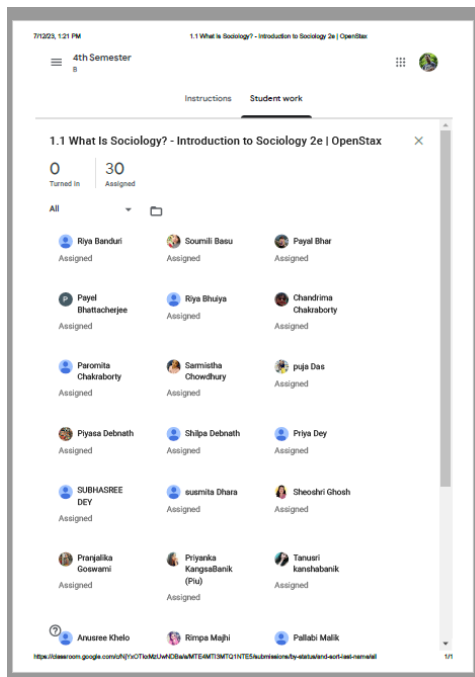 7/12/23, 1:21 PM 1.1 What Is Sociology? - Introduction to Sociology 2e | OpenStax
4th Semester
B
Instructions Student work
1.1 What Is Sociology? - Introduction to Sociology 2e | OpenStax
0 30
Turned in Assigned
All
Riya Banduri Soumili Basu Payal Bhar
Assigned Assigned Assigned
P Payel Riya Bhuiya Chandrima
Bhattacherjee Chakraborty
Assigned Assigned Assigned
Paromita Sarmistha puja Das
Chakraborty Chowdhury
Assigned Assigned Assigned
Piyasa Debnath Shilpa Debnath Priya Dey
Assigned Assigned Assigned
SUBHASREE susmita Dhara Sheoshri Ghosh
DEY
Assigned Assigned Assigned
Pranjalika Priyanka Tanusri
Goswami KangsaBanik kanshabanik
(Piu)
Assigned Assigned Assigned
Anusree Khelo Rimpa Majhi Pallabi Malik
1/1